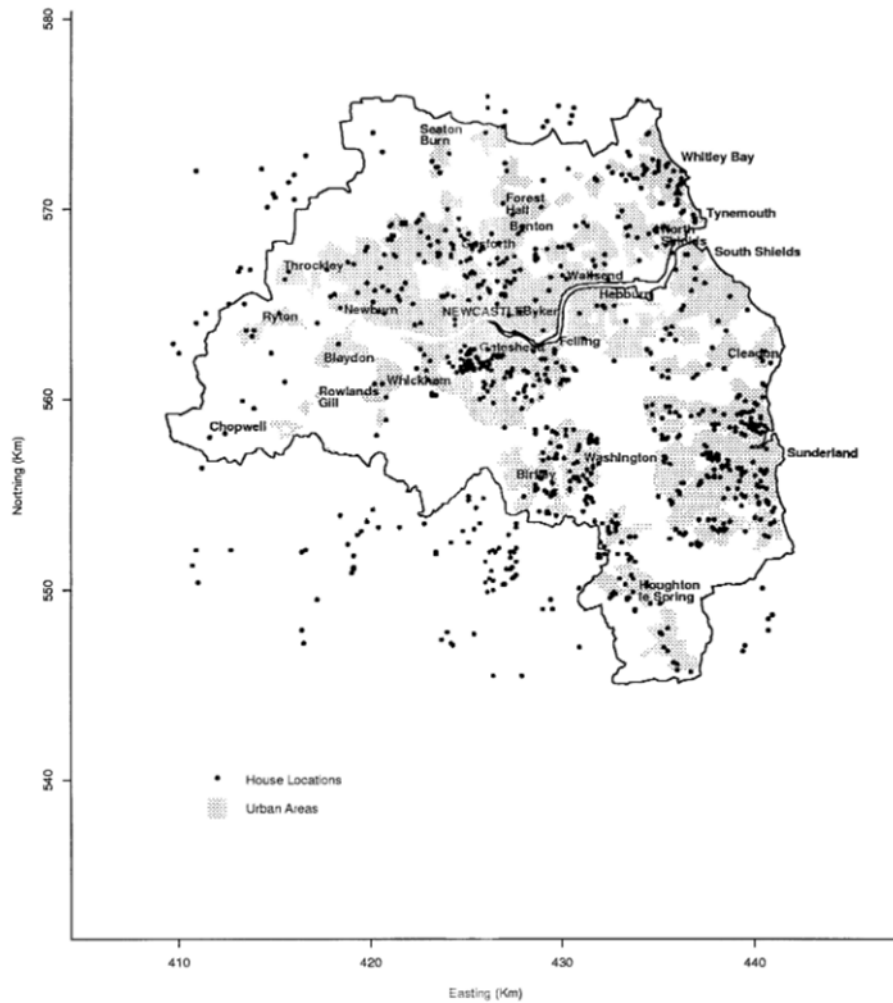 580
Seaton
Burn
Whitley Bay
570
Forest
Hall
Tynemouth
Benton
North
Shields
Gosforth
South Shields
Throckley
Wallsend
Hebburn
Ryton
Newburn
NEWCASTLE
Byker
Felling
Gateshead
Blaydon
Cleadon
Whickham
560
Rowlands
Gill
Chopwell
Sunderland
Washington
Birtley
Northing (Km)
550
Houghton
le Spring
540
House Locations
Urban Areas
410
420
430
440
Easting (Km)